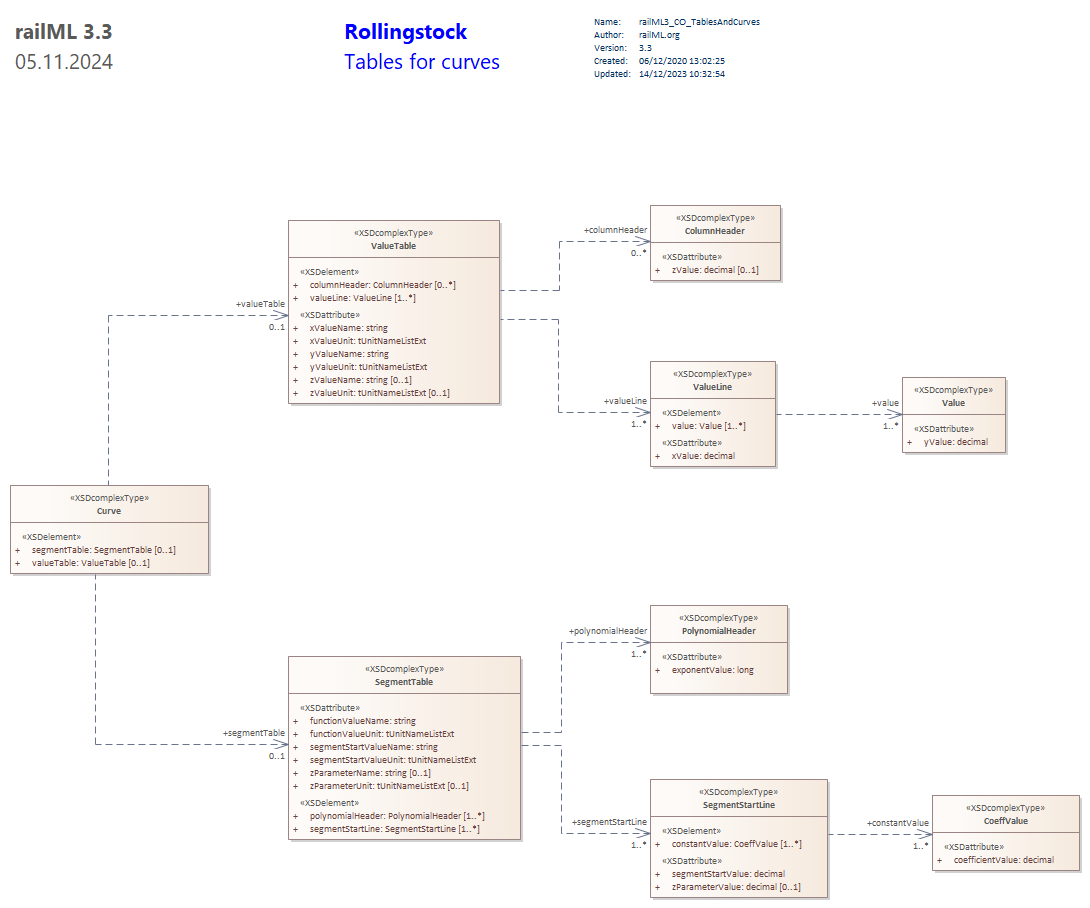 railML 3.3
05.11.2024
Rollingstock
Tables for curves
Name: railML3_CO_TablesAndCurves
Author: railML.org
Version: 3.3
Created: 06/12/2020 13:02:25
Updated: 14/12/2023 10:32:54
«XSDcomplexType»
ValueTable
«XSDelement»
+ columnHeader: ColumnHeader [0..*]
+ valueLine: ValueLine [1..*]
«XSDattribute»
+ xValueName: string
+ xValueUnit: tUnitNameListExt
+ yValueName: string
+ yValueUnit: tUnitNameListExt
+ zValueName: string [0..1]
+ zValueUnit: tUnitNameListExt [0..1]
+columnHeader
0..*
«XSDcomplexType»
ColumnHeader
«XSDattribute»
+ zValue: decimal [0..1]
+valueTable
0..1
+valueLine
1..*
«XSDcomplexType»
ValueLine
«XSDelement»
+ value: Value [1..*]
«XSDattribute»
+ xValue: decimal
+value
1..*
«XSDcomplexType»
Value
«XSDattribute»
+ yValue: decimal
«XSDcomplexType»
Curve
«XSDelement»
+ segmentTable: SegmentTable [0..1]
+ valueTable: ValueTable [0..1]
+segmentTable
0..1
«XSDcomplexType»
SegmentTable
«XSDattribute»
+ functionValueName: string
+ functionValueUnit: tUnitNameListExt
+ segmentStartValueName: string
+ segmentStartValueUnit: tUnitNameListExt
+ zParameterName: string [0..1]
+ zParameterUnit: tUnitNameListExt [0..1]
«XSDelement»
+ polynomialHeader: PolynomialHeader [1..*]
+ segmentStartLine: SegmentStartLine [1..*]
+polynomialHeader
1..*
«XSDcomplexType»
PolynomialHeader
«XSDattribute»
+ exponentValue: long
+segmentStartLine
1..*
«XSDcomplexType»
SegmentStartLine
«XSDelement»
+ constantValue: CoeffValue [1..*]
«XSDattribute»
+ segmentStartValue: decimal
+ zParameterValue: decimal [0..1]
+constantValue
1..*
«XSDcomplexType»
CoeffValue
«XSDattribute»
+ coefficientValue: decimal